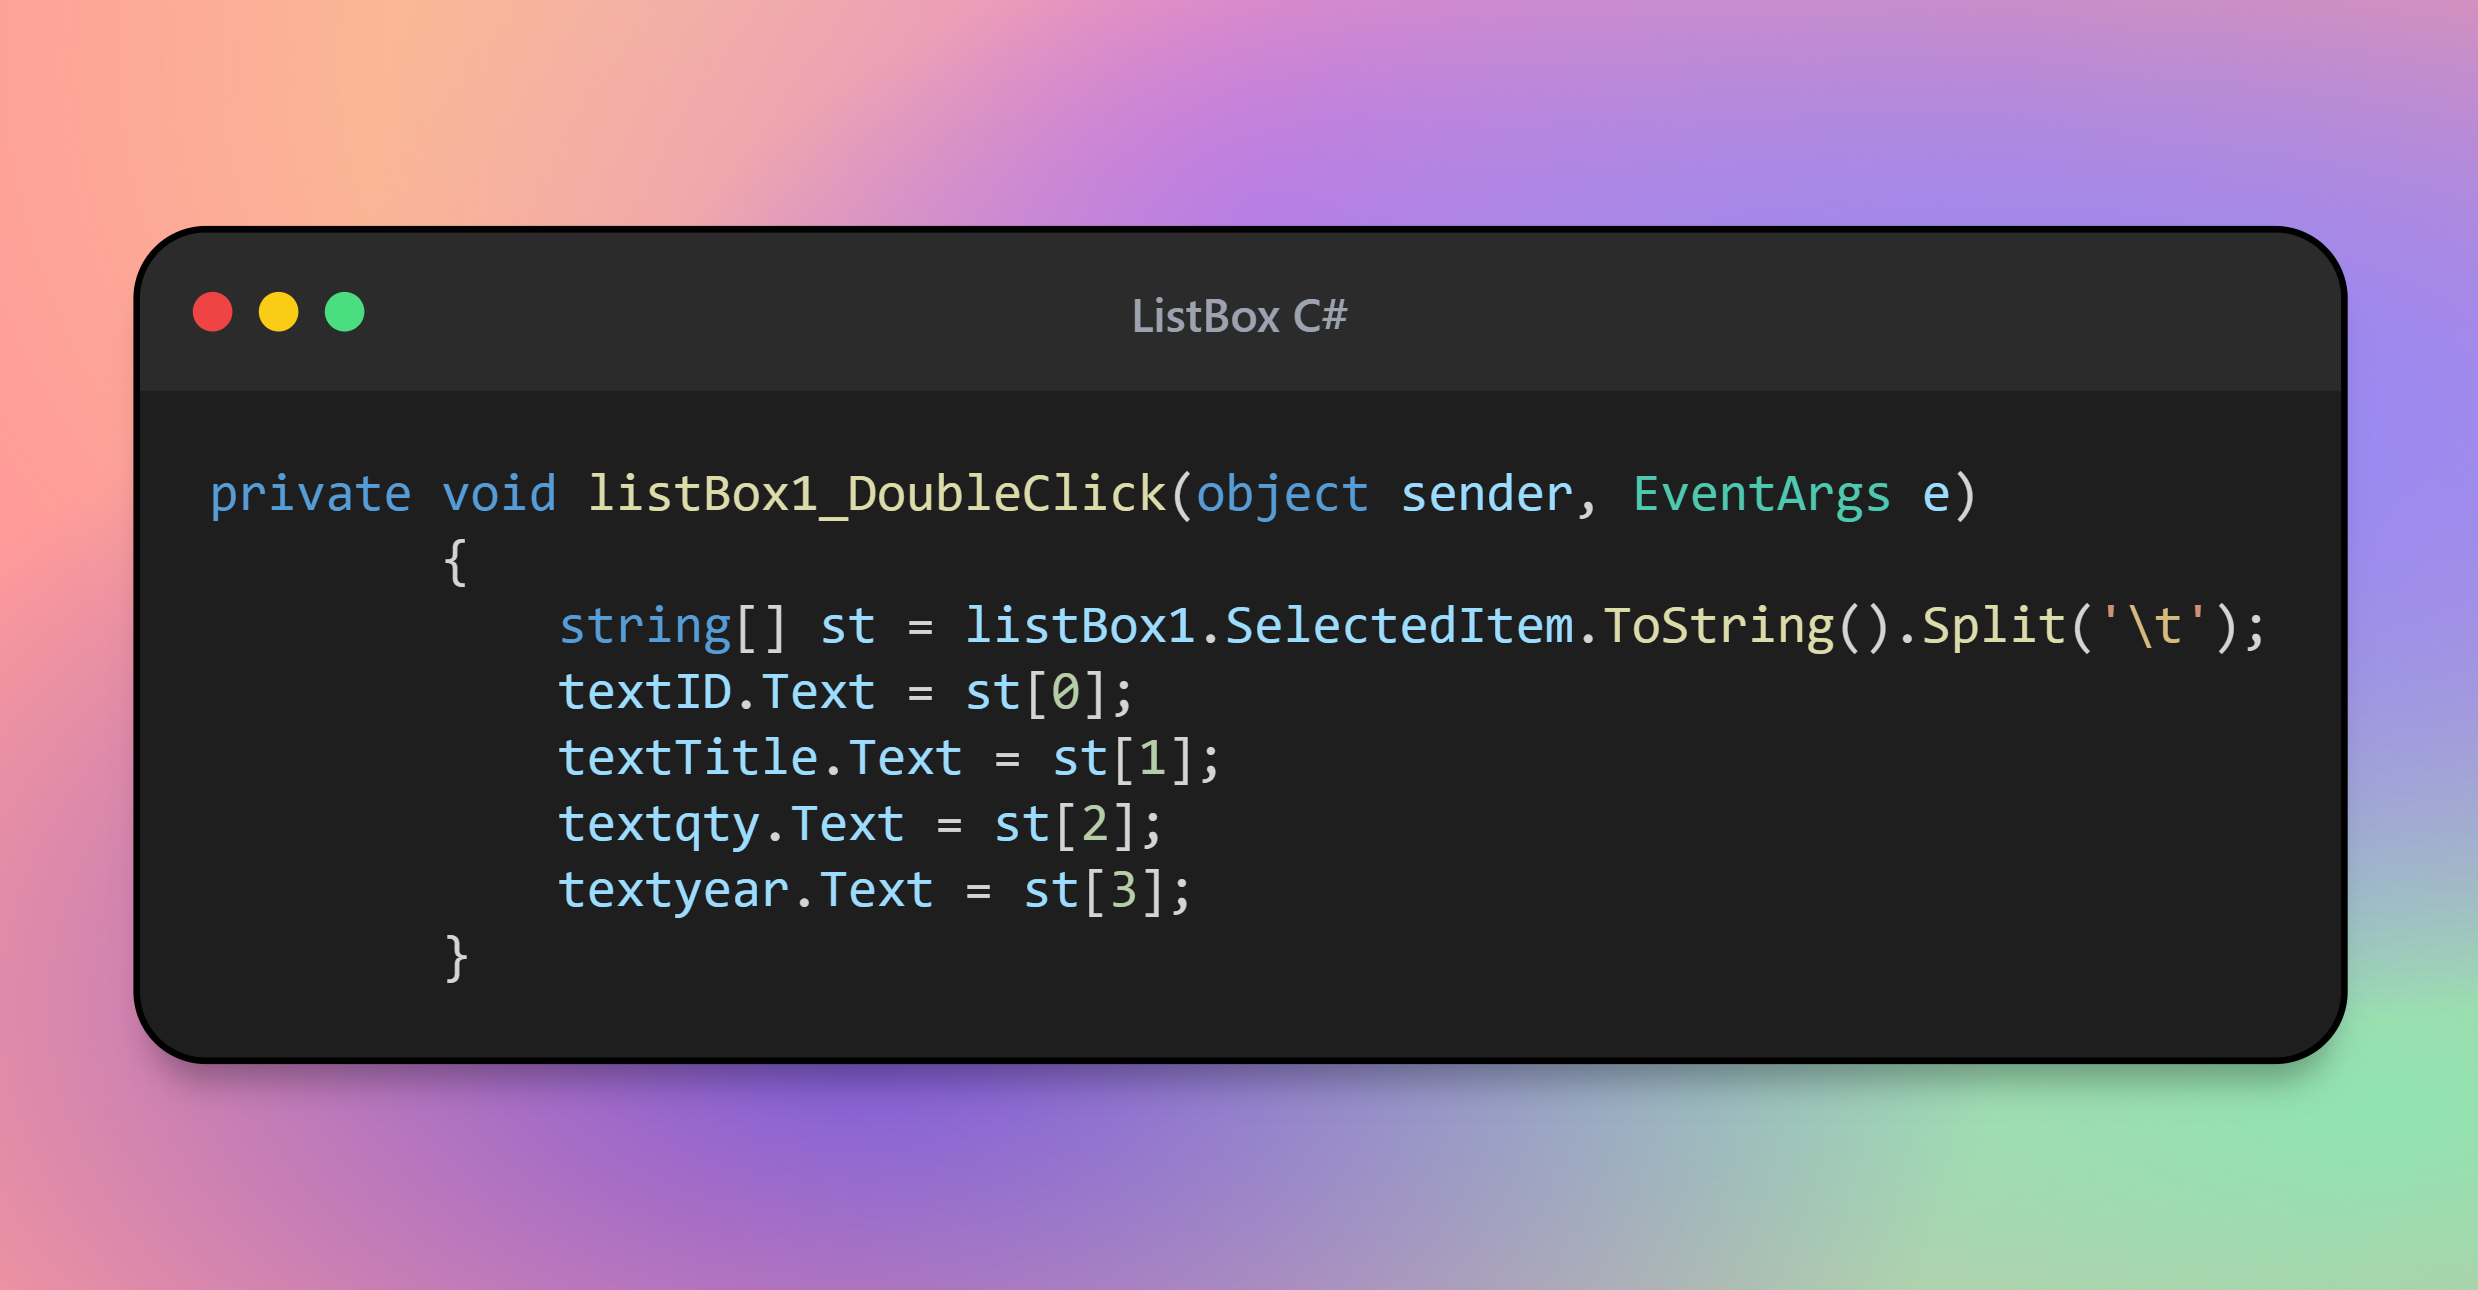 ListBox C#
private void listBox1_DoubleClick(object sender, EventArgs e)
{
string[] st = listBox1.SelectedItem.ToString().Split('\t');
textID.Text = st[0];
textTitle.Text = st[1];
textqty.Text = st[2];
textyear.Text = st[3];
}